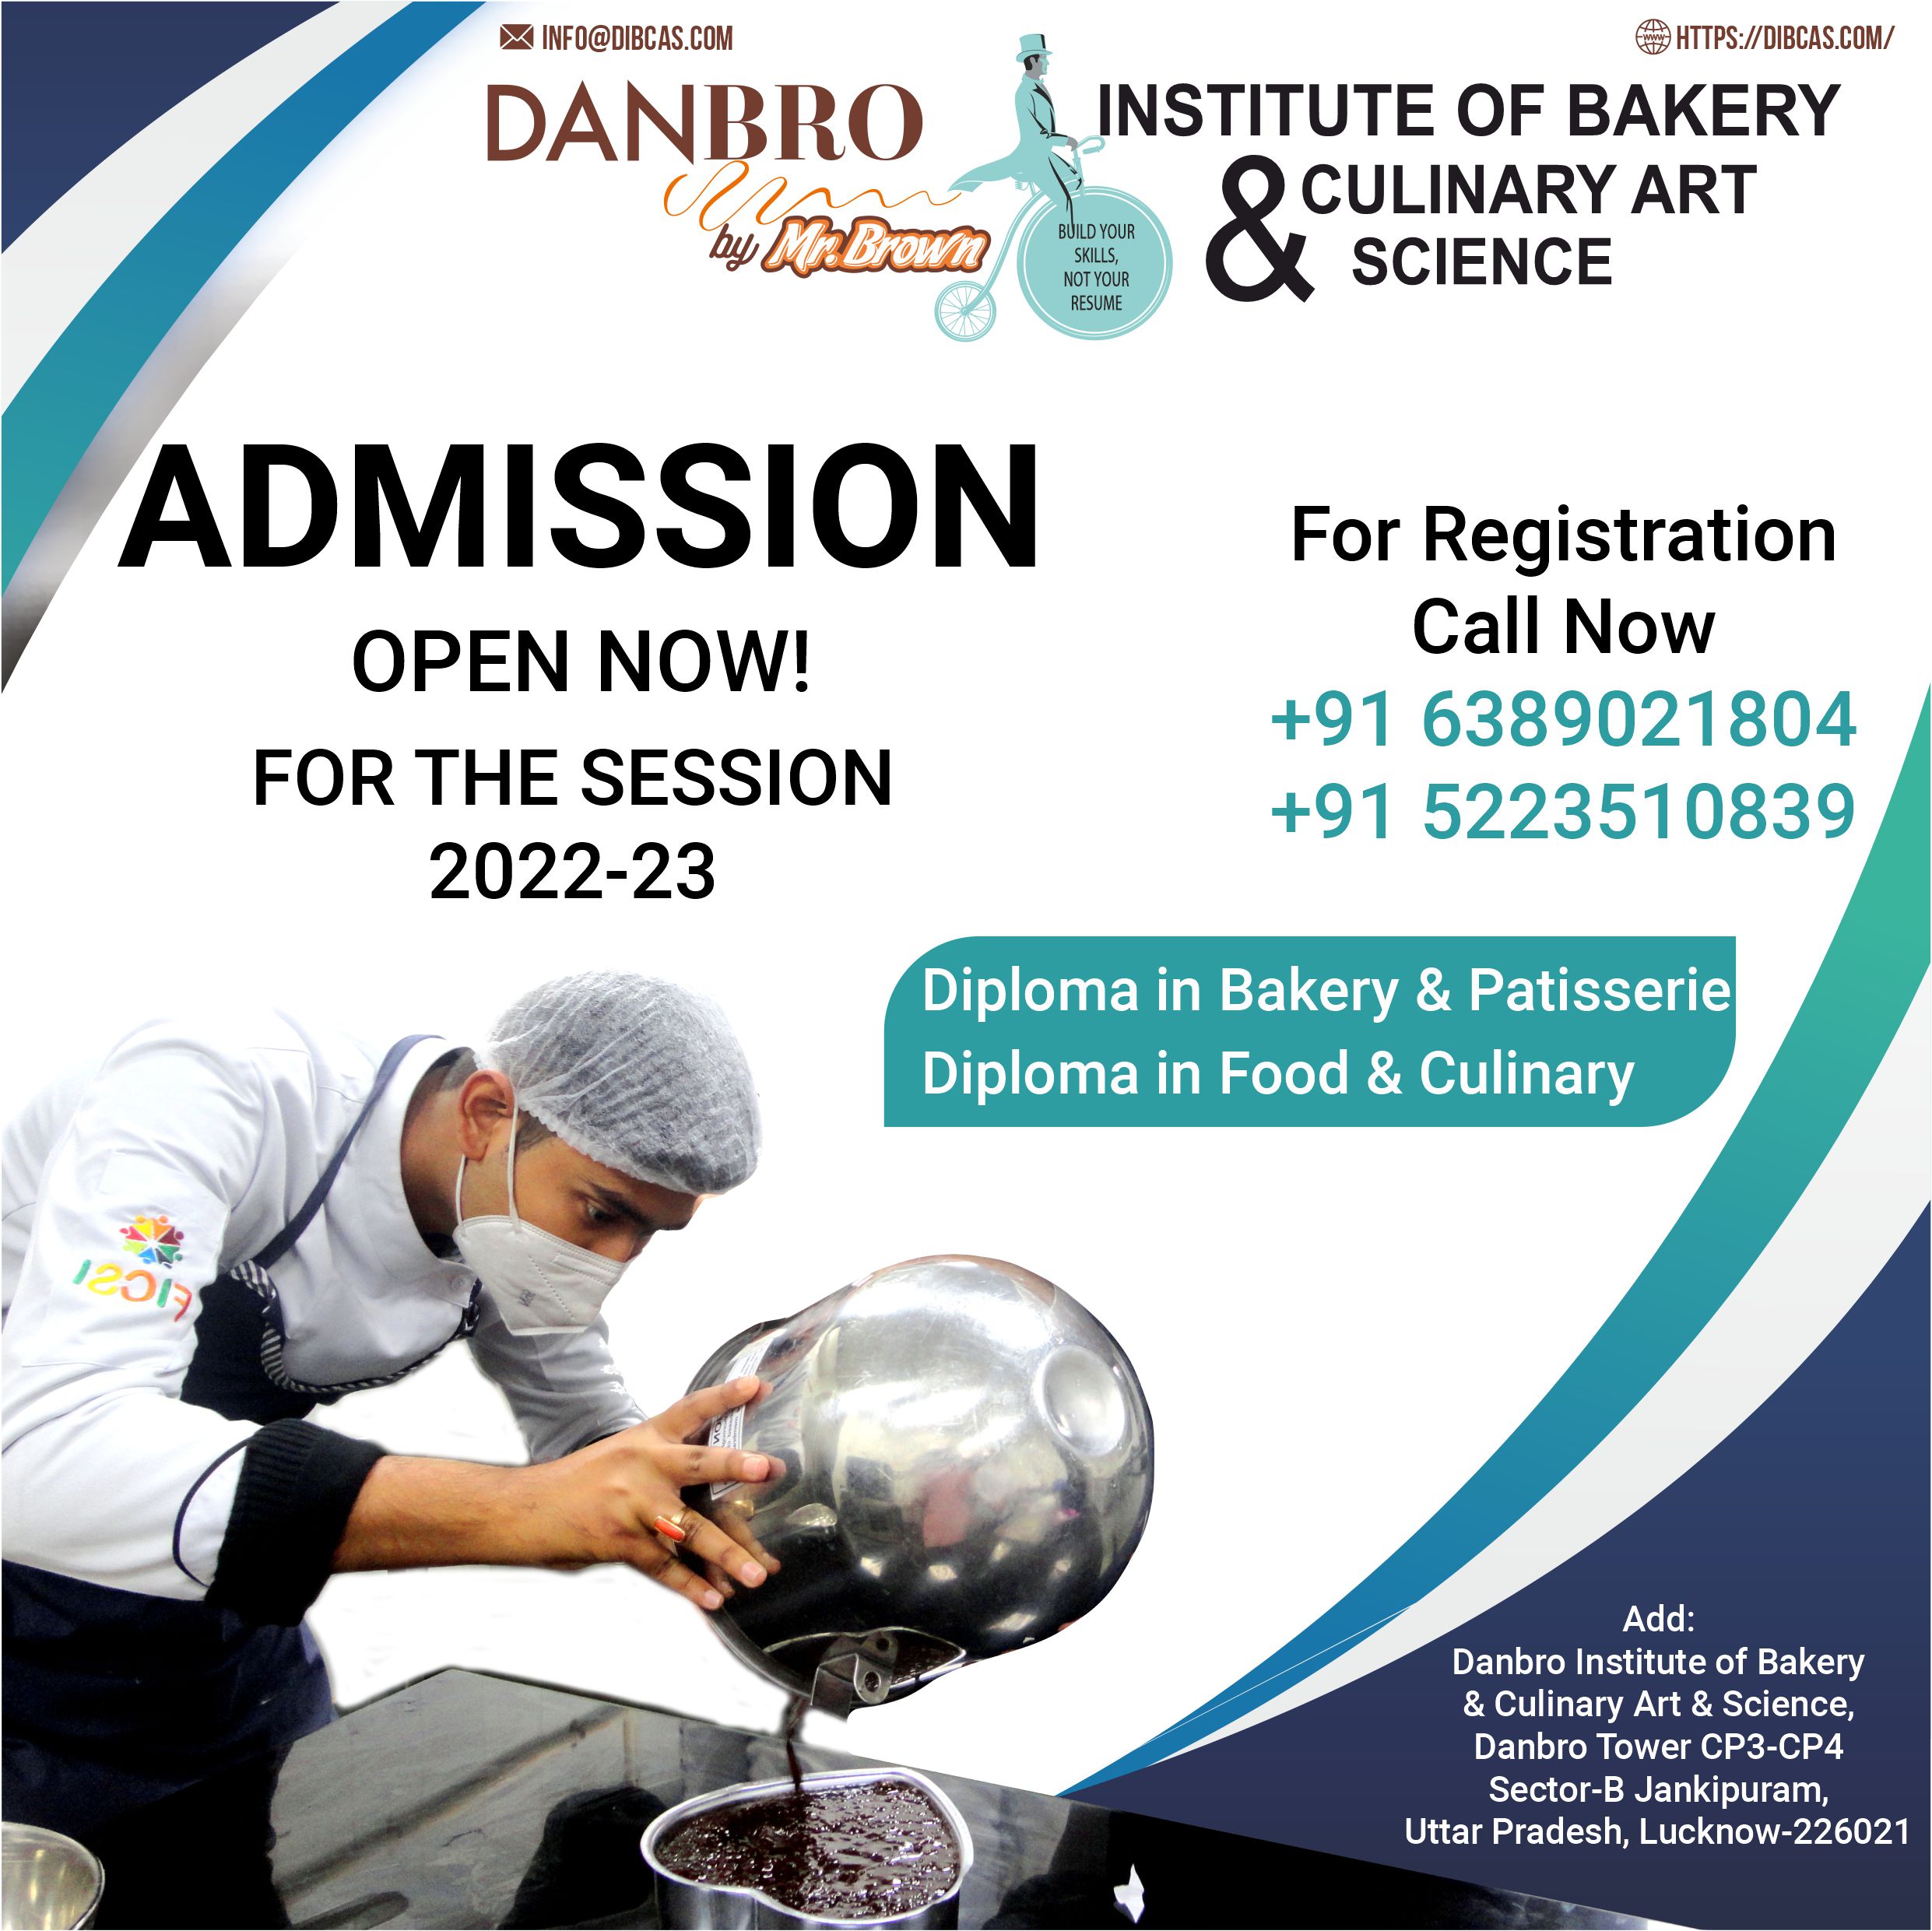 INFO@DIBCAS.COM
HTTPS://DIBCAS.COM/
DANBRO
by Mr. Brown
BUILD YOUR
SKILLS,
NOT YOUR
RESUME
INSTITUTE OF BAKERY
& CULINARY ART
SCIENCE
ADMISSION
OPEN NOW!
FOR THE SESSION
2022-23
For Registration
Call Now
+91 6389021804
+91 5223510839
Diploma in Bakery & Patisserie
Diploma in Food & Culinary
FICSI
Add:
Danbro Institute of Bakery
& Culinary Art & Science,
Danbro Tower CP3-CP4
Sector-B Jankipuram,
Uttar Pradesh, Lucknow-226021